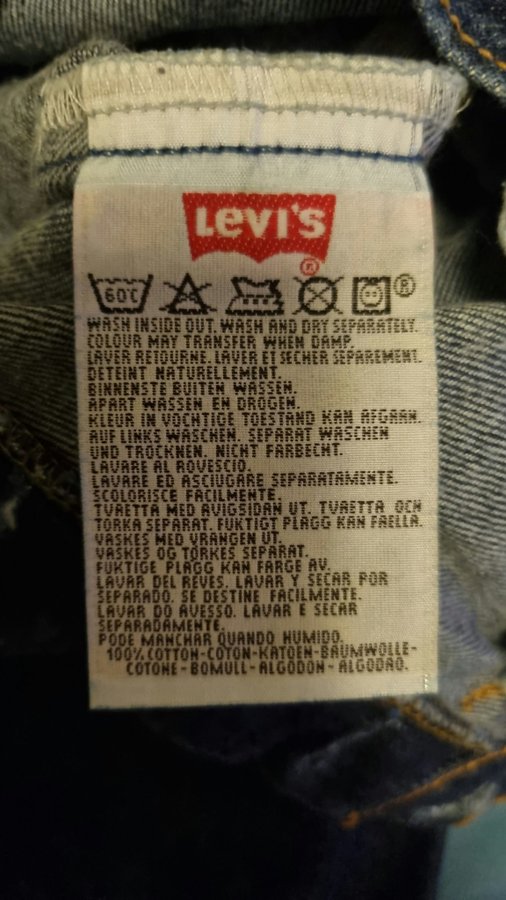 Levi's
®
60C ®
WASH INSIDE OUT. WASH AND DRY SEPARATELY.
COLOUR MAY TRANSFER WHEN DAMP.
LAVER RETOURNE. LAVER ET SECHER SEPAREMENT.
DETEINT NATURELLEMENT.
BINNENSTE BUITEN WASSEN.
APART WASSEN EN DROGEN.
KLEUR IN VOCHTIGE TOESTAND KAN AFGAAN.
AUF LINKS WASCHEN. SEPARAT WASCHEN
UND TROCKNEN. NICHT FARBECHT.
LAVARE AL ROVESCIO.
LAVARE ED ASCIUGARE SEPARATAMENTE.
SCOLORISCE FACILMENTE.
TVAETTA MED AVIGSIDAN UT. TVAETTA OCH
TORKA SEPARAT. FUKTIGT PLAGG KAN FAELLA.
VASKES MED VRANGEN UT.
VASKES OG TORKES SEPARAT.
FUKTIGE PLAGG KAN FARGE AV.
LAVAR DEL REVES. LAVAR Y SECAR POR
SEPARADO. SE DESTINE FACILMENTE.
LAVAR DO AVESSO. LAVAR E SECAR
SEPARADAMENTE.
PODE MANCHAR QUANDO HUMIDO.
100% COTTON-COTON-KATOEN-BAUMWOLLE-
COTONE-BOMULL-ALGODON-ALGODAO.